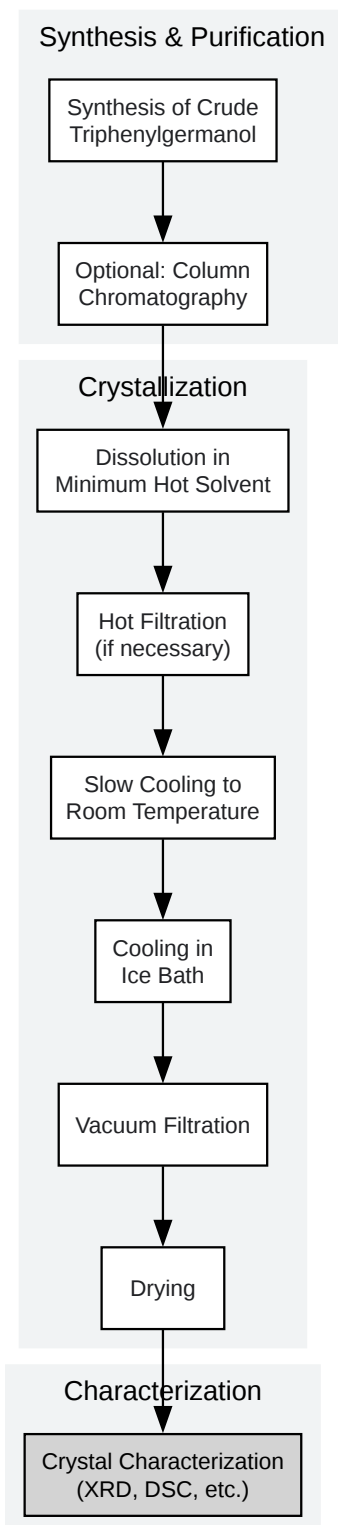 Synthesis & Purification
Synthesis of Crude
Triphenylgermanol
Optional: Column
Chromatography
Crystallization
Dissolution in
Minimum Hot Solvent
Hot Filtration
(if necessary)
Slow Cooling to
Room Temperature
Cooling in
Ice Bath
Vacuum Filtration
Drying
Characterization
Crystal Characterization
(XRD, DSC, etc.)